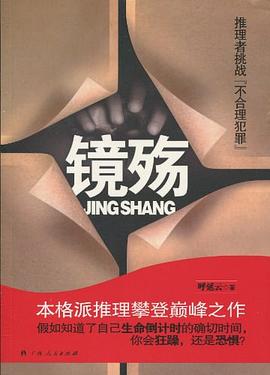 推理者挑战
「不合理犯罪」
镜殇
JING SHANG
呼延云◎著
本格派推理攀登巅峰之作
假如知道了自己生命倒计时的确切时间，
你会狂躁，还是恐惧？
广西人民出版社